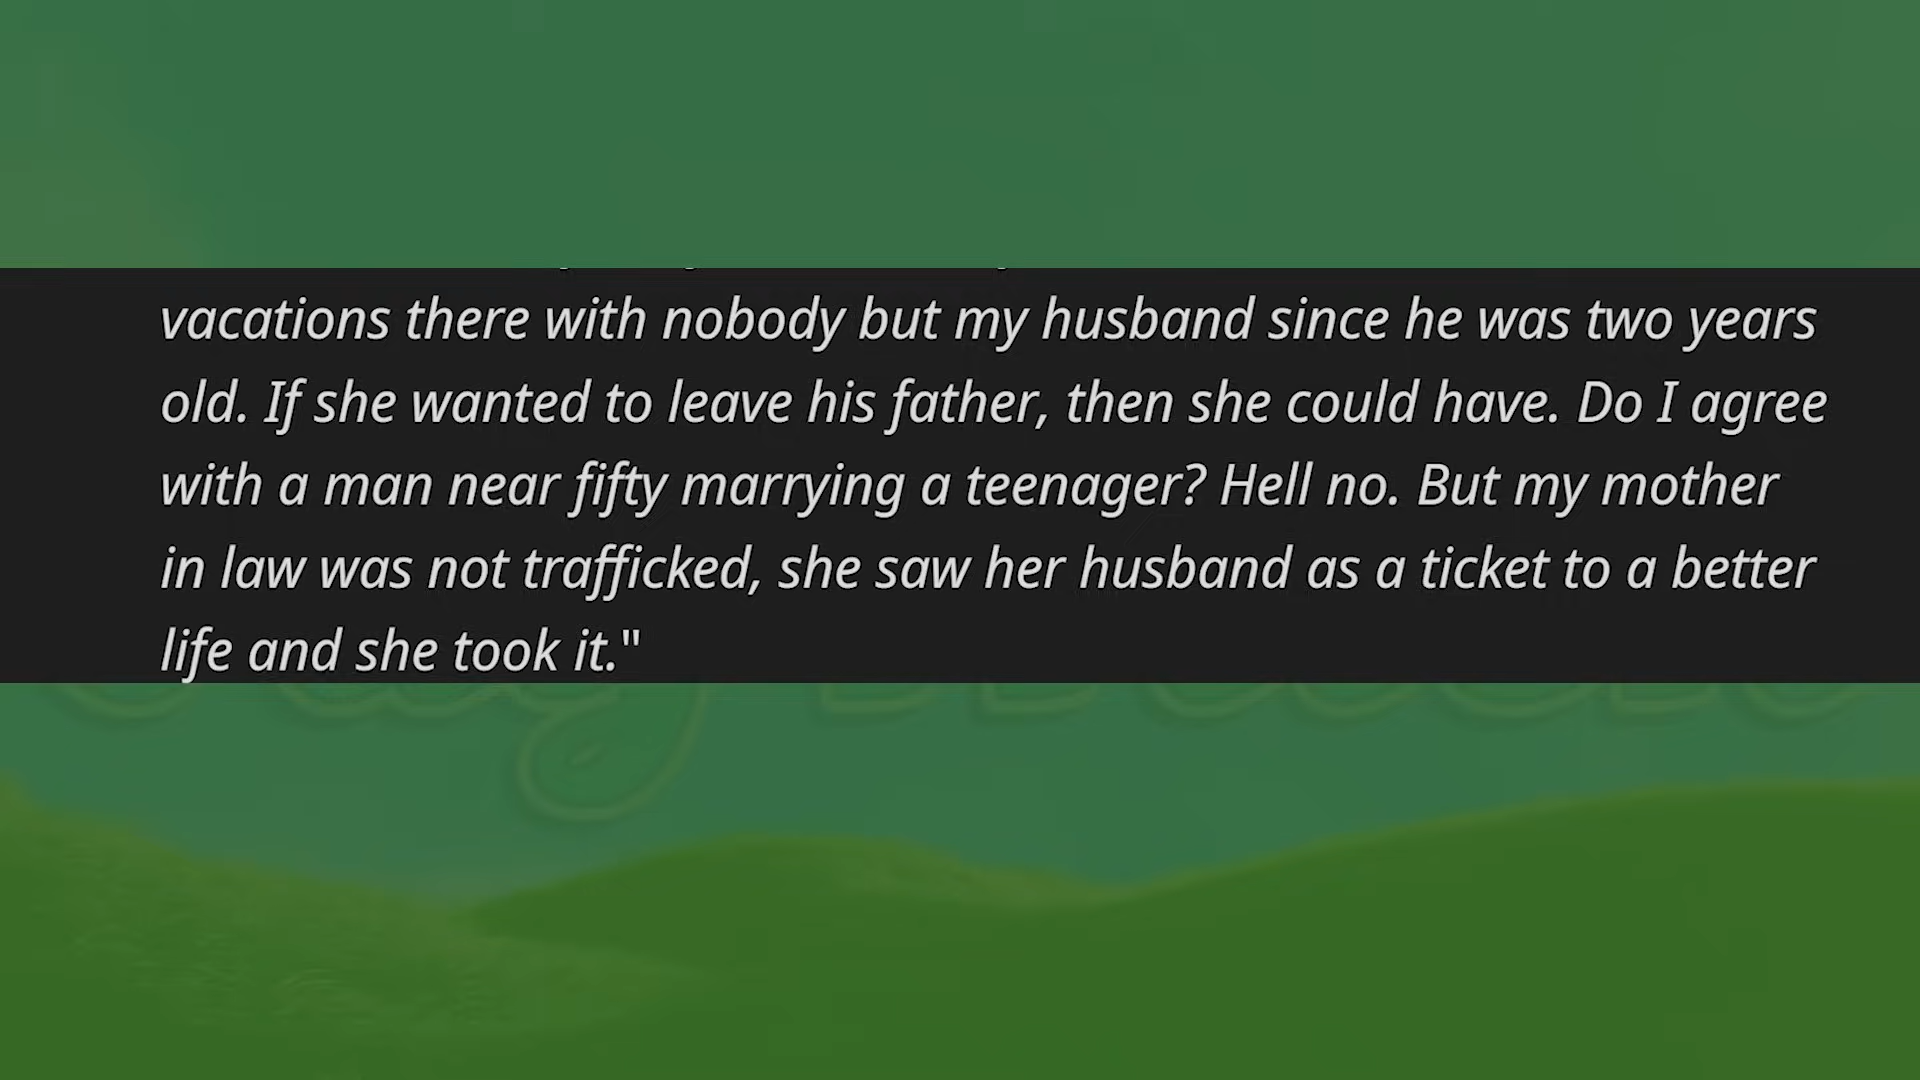 vacations there with nobody but my husband since he was two years
old. If she wanted to leave his father, then she could have. Do I agree
with a man near fifty marrying a teenager? Hell no. But my mother
in law was not trafficked, she saw her husband as a ticket to a better
life and she took it."